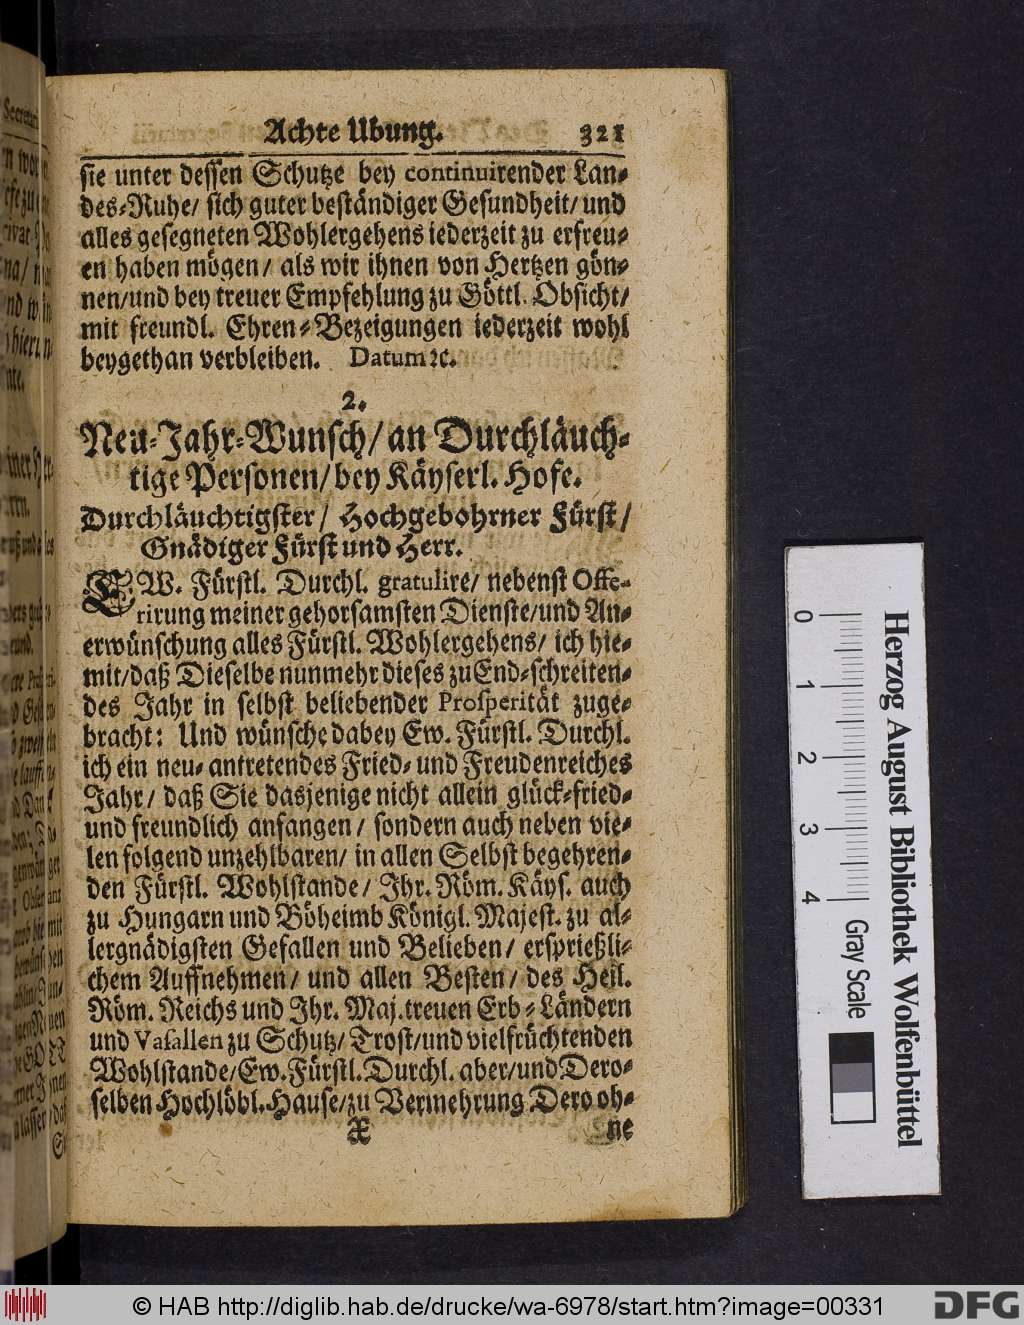 Achte Ubung. 321
sie unter dessen Schutze bey continuirender Lan-
des-Ruhe/ sich guter beständiger Gesundheit/ und
alles gesegneten Wohlergehens iederzeit zu erfreu-
en haben mögen/ als wir ihnen von Hertzen gön-
nen/und bey treuer Empfehlung zu Göttl. Obsicht/
mit freundl. Ehren-Bezeigungen iederzeit wohl
beygethan verbleiben. Datum ꝛc.
2.
Neu-Jahr-Wunsch/ an Durchläuch-
tige Personen/ bey Käyserl. Hofe.
Durchläuchtigster/ Hochgebohrner Fürst/
Gnädiger Fürst und Herr.
EW. Fürstl. Durchl. gratulire/ nebenst Offe-
rirung meiner gehorsamsten Dienste/und An-
erwünschung alles Fürstl. Wohlergehens/ ich hie-
mit/daß Dieselbe nunmehr dieses zu End-schreiten-
des Jahr in selbst beliebender Prosperität zuge-
bracht: Und wünsche dabey Ew. Fürstl. Durchl.
ich ein neu- antretendes Fried- und Freudenreiches
Jahr/ daß Sie dasjenige nicht allein glück-fried-
und freundlich anfangen/ sondern auch neben vie-
len folgend unzehlbaren/ in allen Selbst begehren-
den Fürstl. Wohlstande/ Ihr. Röm. Käys. auch
zu Hungarn und Böheimb Königl. Majest. zu al-
lergnädigsten Gefallen und Belieben/ ersprießli-
chem Auffnehmen/ und allen Besten/ des Heil.
Röm. Reichs und Ihr. Maj. treuen Erb-Ländern
und Vasallen zu Schutz/ Trost/und vielfrüchtenden
Wohlstande/Ew. Fürstl. Durchl. aber/und Dero-
selben Hochlöbl. Hause/zu Vermehrung Dero oh-
X ne
Herzog August Bibliothek Wolfenbüttel
0 1 2 3 4 Gray Scale
© HAB http://diglib.hab.de/drucke/wa-6978/start.htm?image=00331 DFG